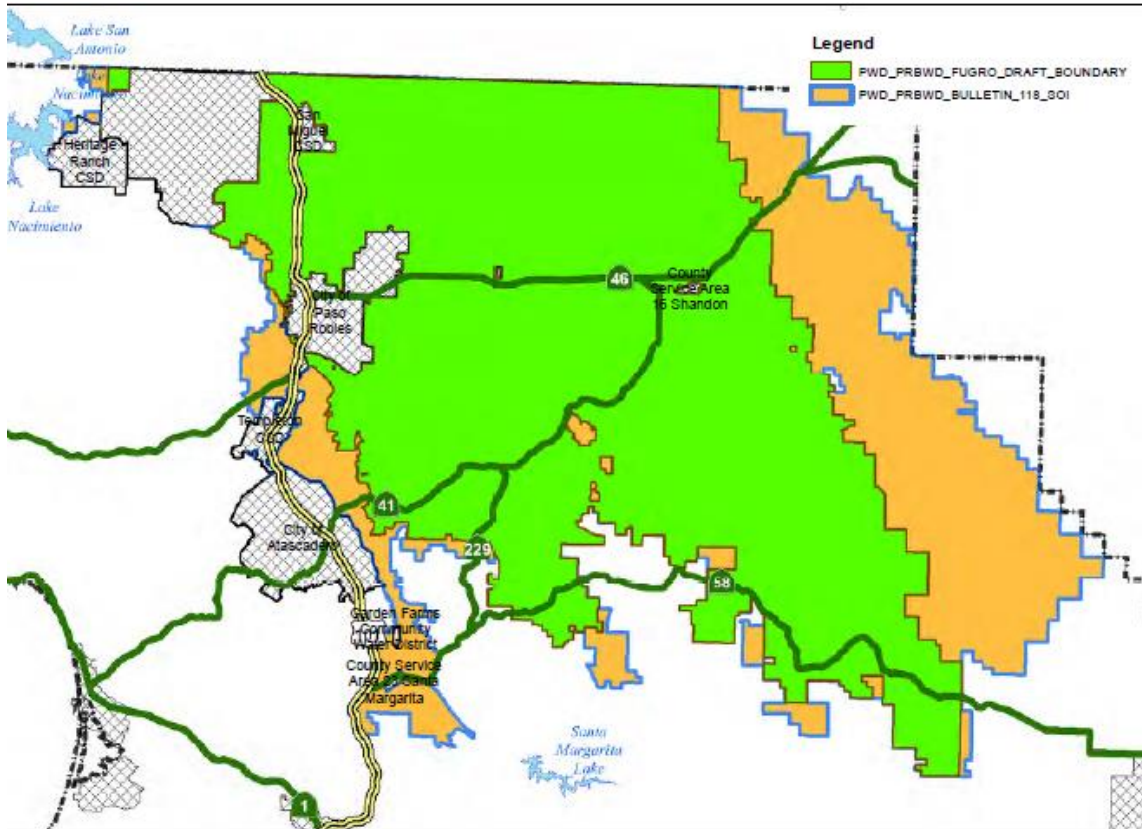 Lake San
Antonio
Lake
Nacimiento
Heritage
Ranch
CSD
Lake
Nacimiento
San
Miguel
CSD
Legend
PWD_PRBWD_FUGRO_DRAFT_BOUNDARY
PWD_PRBWD_BULLETIN_118_SOI
City of
Paso
Robles
46
County
Service Area
16 Shandon
Templeton
CSD
41
City of
Atascadero
229
58
Garden Farms
Community
Water District
County Service
Area 23 Santa
Margarita
Santa
Margarita
Lake
1